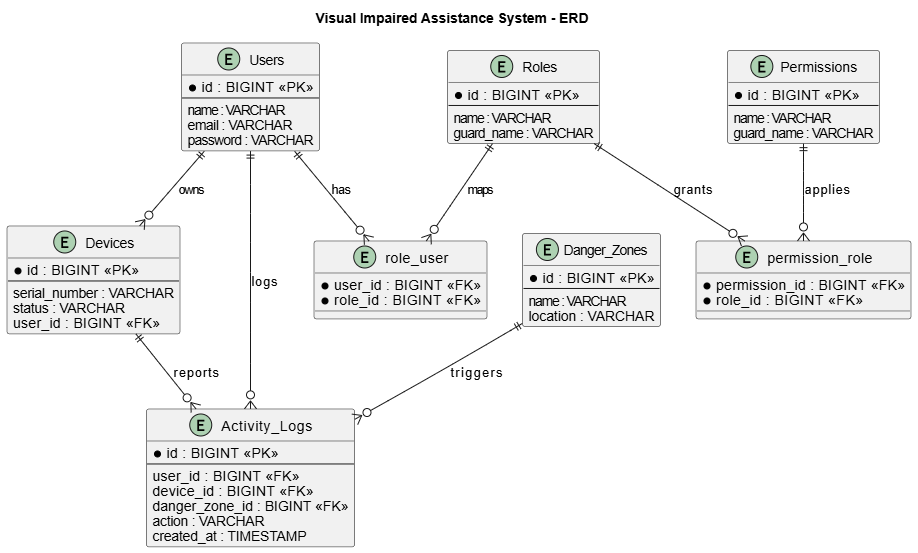 Visual Impaired Assistance System - ERD
E Users
id : BIGINT «PK»
name : VARCHAR
email : VARCHAR
password : VARCHAR
E Roles
id : BIGINT «PK»
name : VARCHAR
guard_name : VARCHAR
E Permissions
id : BIGINT «PK»
name : VARCHAR
guard_name : VARCHAR
owns
has
maps
grants
applies
E Devices
id : BIGINT «PK»
serial_number : VARCHAR
status : VARCHAR
user_id : BIGINT «FK»
logs
E role_user
user_id : BIGINT «FK»
role_id : BIGINT «FK»
E Danger_Zones
id : BIGINT «PK»
name : VARCHAR
location : VARCHAR
E permission_role
permission_id : BIGINT «FK»
role_id : BIGINT «FK»
reports
triggers
E Activity_Logs
id : BIGINT «PK»
user_id : BIGINT «FK»
device_id : BIGINT «FK»
danger_zone_id : BIGINT «FK»
action : VARCHAR
created_at : TIMESTAMP